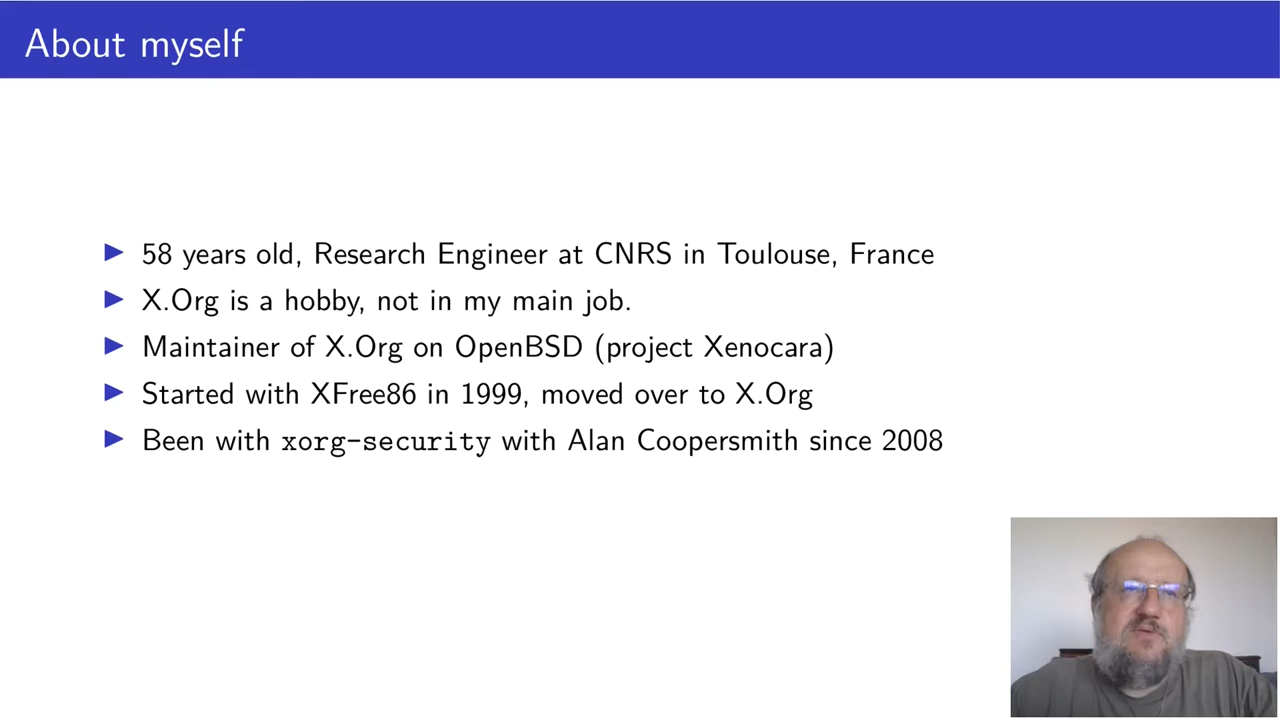 About myself
58 years old, Research Engineer at CNRS in Toulouse, France
X.Org is a hobby, not in my main job.
Maintainer of X.Org on OpenBSD (project Xenocara)
Started with XFree86 in 1999, moved over to X.Org
Been with xorg-security with Alan Coopersmith since 2008